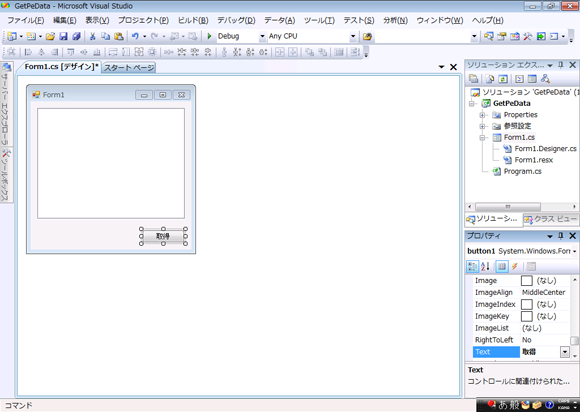 GetPeData - Microsoft Visual Studio
ファイル(F) 編集(E) 表示(V) プロジェクト(P) ビルド(B) デバッグ(D) データ(A) ツール(T) テスト(S) 分析(N) ウィンドウ(W) ヘルプ(H)
Debug Any CPU
Form1.cs [デザイン]* スタート ページ
サーバー エクスプローラ
ツールボックス
Form1
取得
ソリューション エクス...
ソリューション 'GetPeData' (1
GetPeData
Properties
参照設定
Form1.cs
Form1.Designer.cs
Form1.resx
Program.cs
ソリューシ... クラス ビュー
プロパティ
button1 System.Windows.Forr
Image (なし)
ImageAlign MiddleCenter
ImageIndex (なし)
ImageKey (なし)
ImageList (なし)
RightToLeft No
Text 取得
Text
コントロールに関連付けられた...
コマンド
あ 般
CAPS
KANA